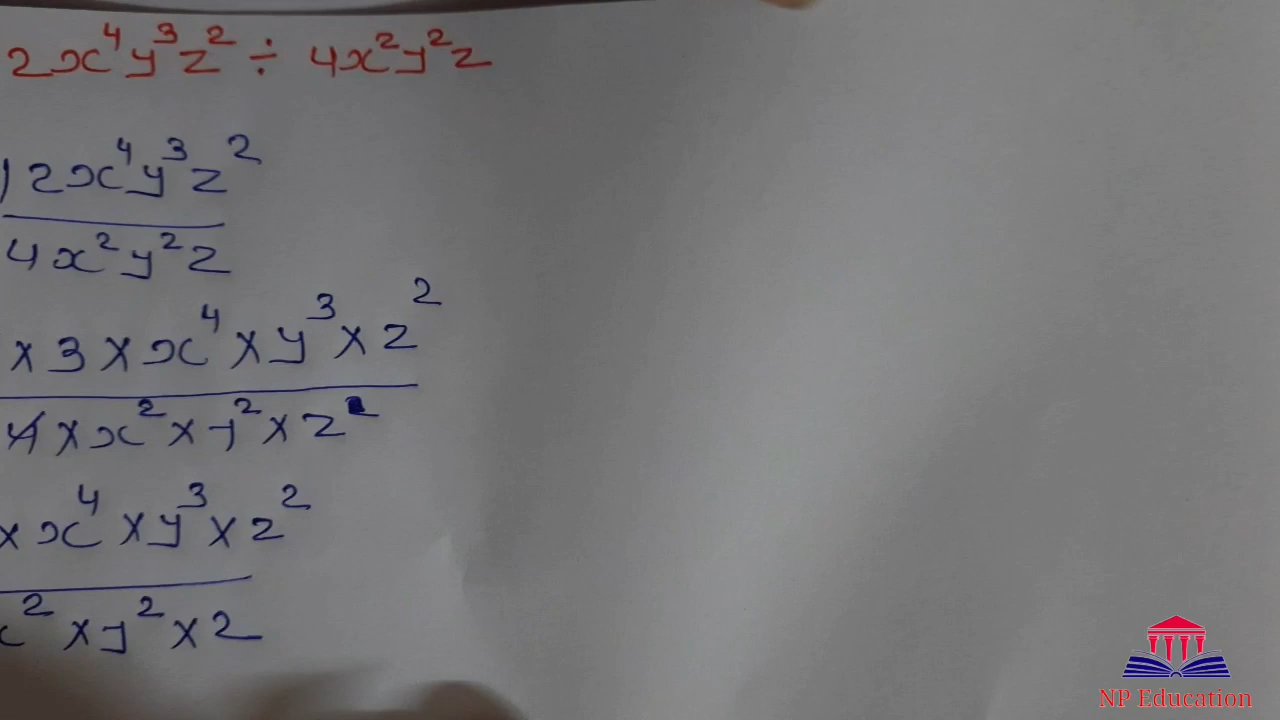 2x⁴y³z² ÷ 4x²y²z
12x⁴y³z²
4x²y²z
× 3 × x⁴ × y³ × z²
4 × x² × y² × z
× x⁴ × y³ × z²
x² × y² × z
NP Education